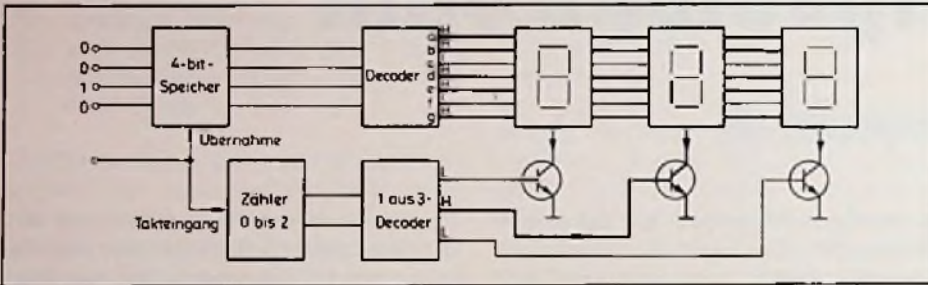 0
0
1
0
4-bit-
Speicher
Decoder
a
b
c
d
e
f
g
Übernahme
Takteingang
Zähler
0 bis 2
1 aus 3-
Decoder
L
H
L